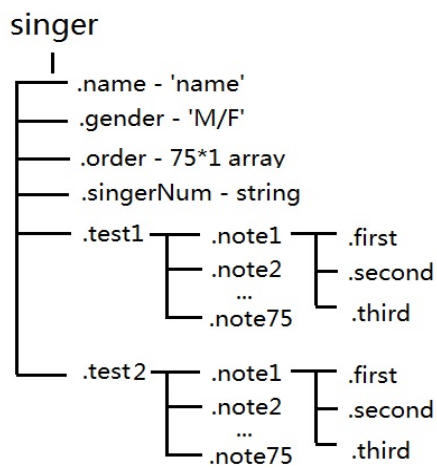 singer
.name - 'name'
.gender - 'M/F'
.order - 75*1 array
.singerNum - string
.test1 .note1 .first
.note2 .second
...
.note75 .third
.test2 .note1 .first
.note2 .second
...
.note75 .third